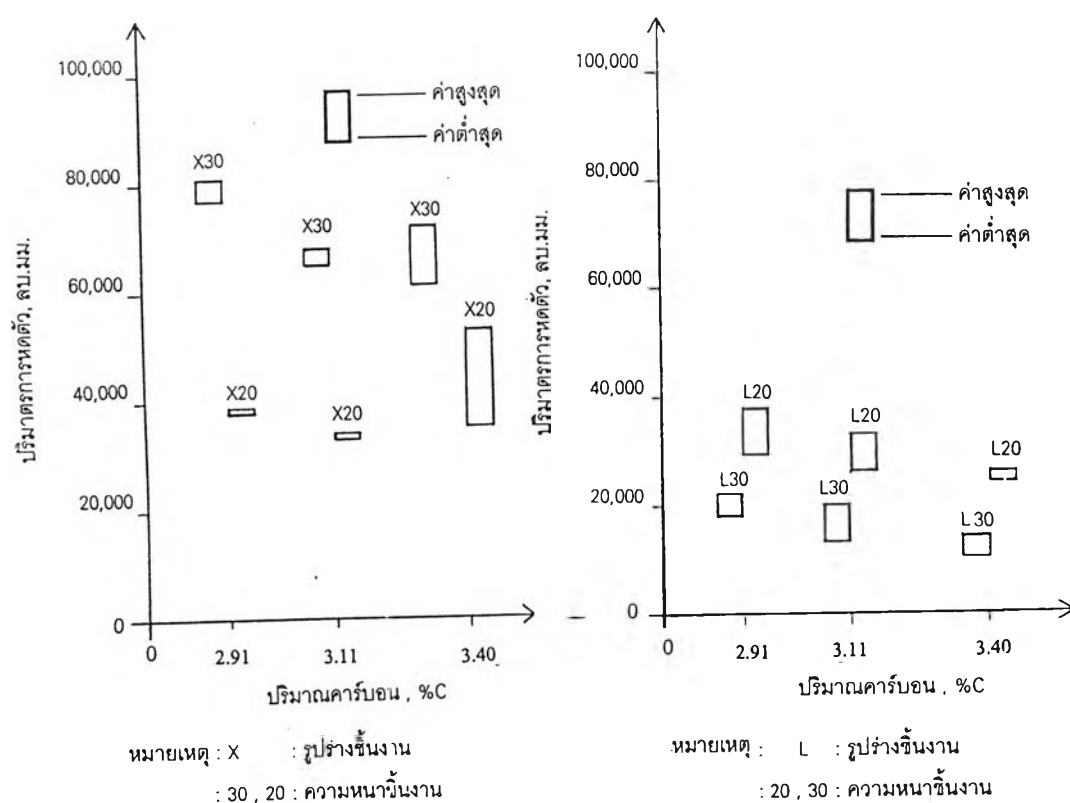 100,000
80,000
60,000
40,000
20,000
0
ปริมาตรการหดตัว, ลบ.มม.
ค่าสูงสุด
ค่าต่ำสุด
X30
X30
X30
X20
X20
X20
0 2.91 3.11 3.40
ปริมาณคาร์บอน , %C
หมายเหตุ : X : รูปร่างชิ้นงาน
: 30 , 20 : ความหนาชิ้นงาน
100,000
80,000
60,000
40,000
20,000
0
ปริมาตรการหดตัว, ลบ.มม.
ค่าสูงสุด
ค่าต่ำสุด
L20
L20
L20
L30
L30
L30
0 2.91 3.11 3.40
ปริมาณคาร์บอน , %C
หมายเหตุ : L : รูปร่างชิ้นงาน
: 20 , 30 : ความหนาชิ้นงาน